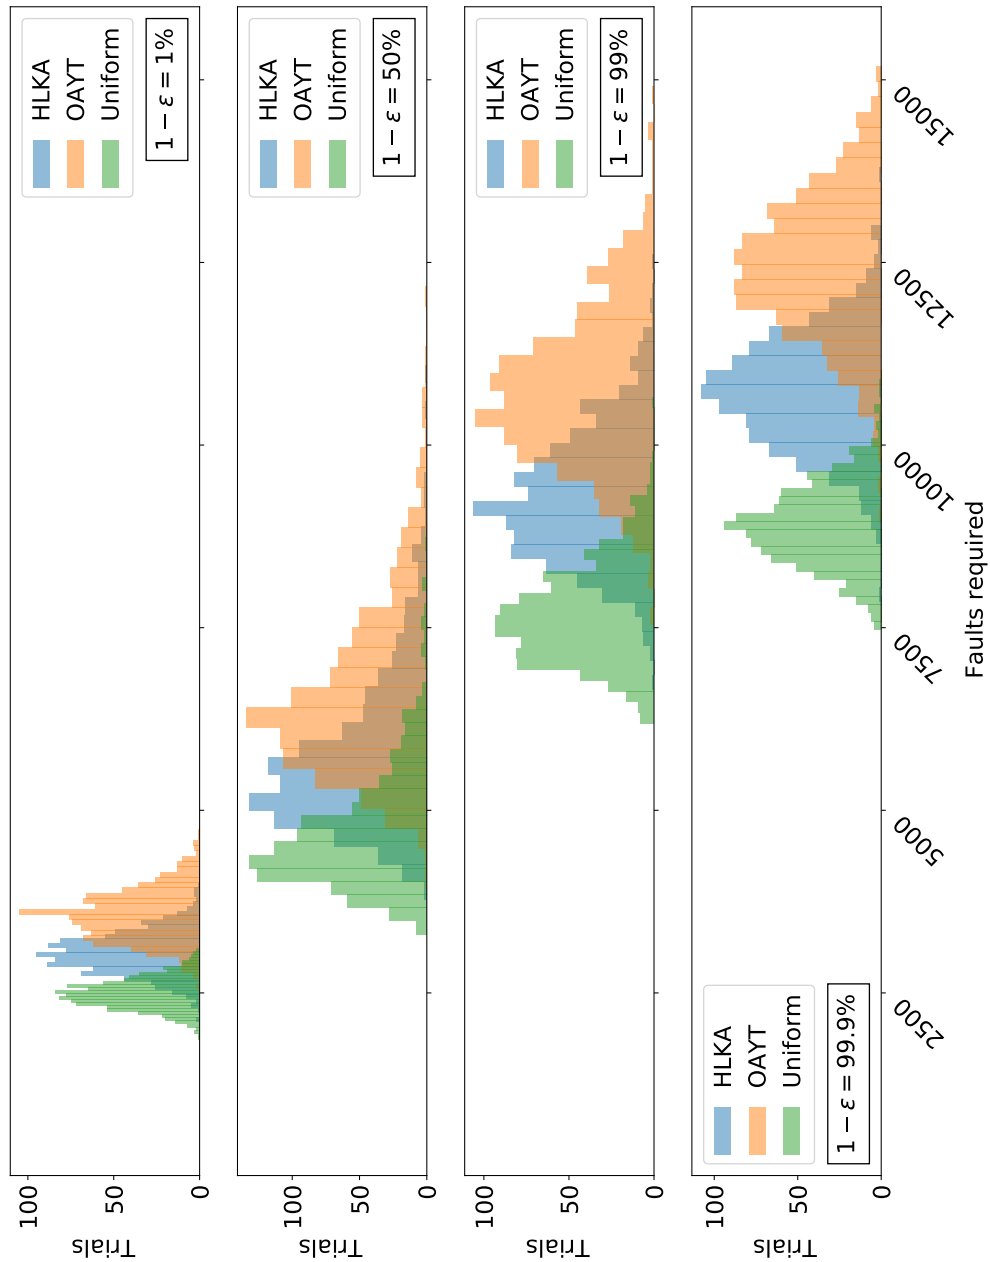 Trials
0
50
100
HLKA
OAYT
Uniform
1 − ε = 1%
Trials
0
50
100
HLKA
OAYT
Uniform
1 − ε = 50%
Trials
0
50
100
HLKA
OAYT
Uniform
1 − ε = 99%
Trials
0
50
100
HLKA
OAYT
Uniform
1 − ε = 99.9%
2500
5000
7500
10000
12500
15000
Faults required